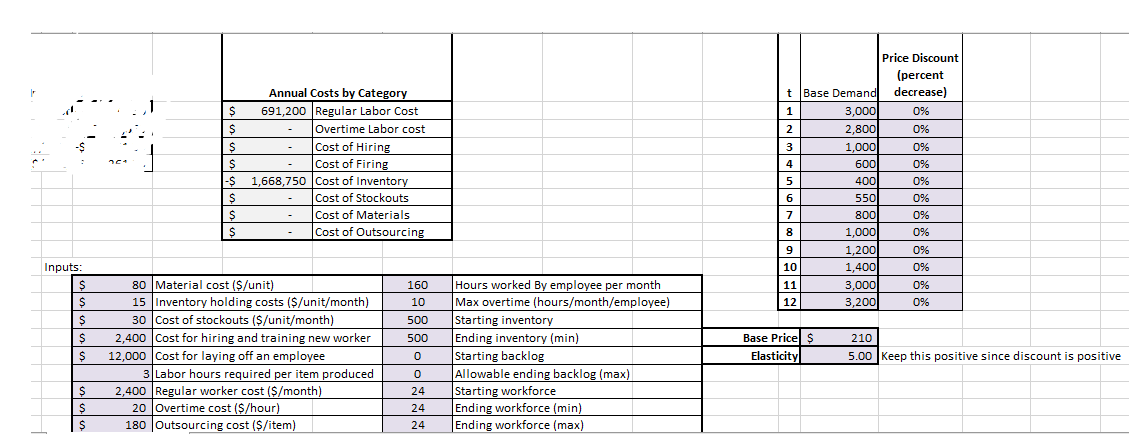 Price Discount
(percent
Annual Costs by Category t Base Demand decrease)
$ 691,200 Regular Labor Cost 1 3,000 0%
$ - Overtime Labor cost 2 2,800 0%
-$ $ - Cost of Hiring 3 1,000 0%
$ - Cost of Firing 4 600 0%
-$ 1,668,750 Cost of Inventory 5 400 0%
$ - Cost of Stockouts 6 550 0%
$ - Cost of Materials 7 800 0%
$ - Cost of Outsourcing 8 1,000 0%
9 1,200 0%
Inputs: 10 1,400 0%
$ 80 Material cost ($/unit) 160 Hours worked By employee per month 11 3,000 0%
$ 15 Inventory holding costs ($/unit/month) 10 Max overtime (hours/month/employee) 12 3,200 0%
$ 30 Cost of stockouts ($/unit/month) 500 Starting inventory
$ 2,400 Cost for hiring and training new worker 500 Ending inventory (min) Base Price $ 210
$ 12,000 Cost for laying off an employee 0 Starting backlog Elasticity 5.00 Keep this positive since discount is positive
3 Labor hours required per item produced 0 Allowable ending backlog (max)
$ 2,400 Regular worker cost ($/month) 24 Starting workforce
$ 20 Overtime cost ($/hour) 24 Ending workforce (min)
$ 180 Outsourcing cost ($/item) 24 Ending workforce (max)